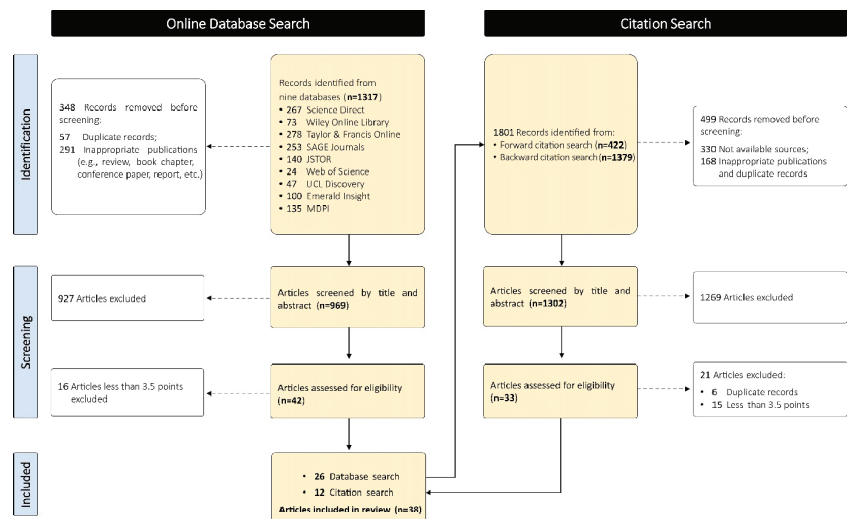 Online Database Search
Citation Search
Identification
348 Records removed before
screening:
57 Duplicate records;
291 Inappropriate publications
(e.g., review, book chapter,
conference paper, report, etc.)
Records identified from
nine databases (n=1317)
• 267 Science Direct
• 73 Wiley Online Library
• 278 Taylor & Francis Online
• 253 SAGE Journals
• 140 JSTOR
• 24 Web of Science
• 47 UCL Discovery
• 100 Emerald Insight
• 135 MDPI
1801 Records identified from:
• Forward citation search (n=422)
• Backward citation search (n=1379)
499 Records removed before
screening:
330 Not available sources;
168 Inappropriate publications
and duplicate records
Screening
927 Articles excluded
Articles screened by title and
abstract (n=969)
Articles screened by title and
abstract (n=1302)
1269 Articles excluded
16 Articles less than 3.5 points
excluded
Articles assessed for eligibility
(n=42)
Articles assessed for eligibility
(n=33)
21 Articles excluded:
• 6 Duplicate records
• 15 Less than 3.5 points
Included
• 26 Database search
• 12 Citation search
Articles included in review (n=38)